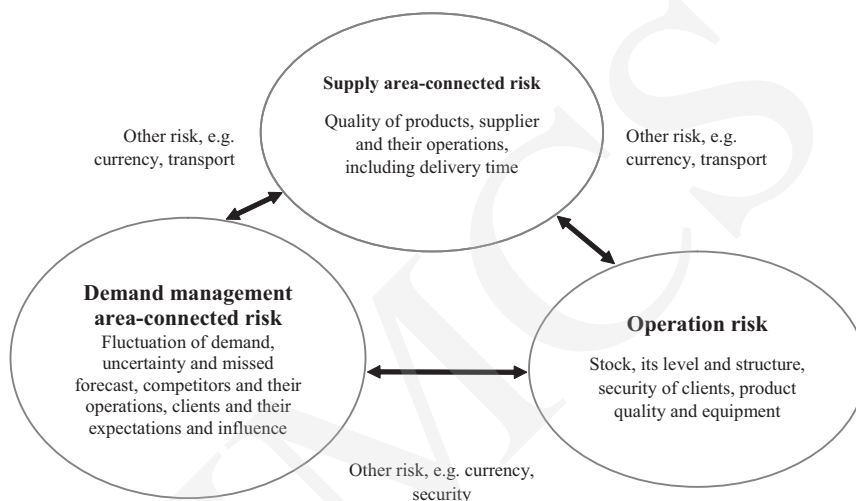 Supply area-connected risk
Quality of products, supplier
and their operations,
including delivery time
Other risk, e.g.
currency, transport
Other risk, e.g.
currency, transport
Demand management
area-connected risk
Fluctuation of demand,
uncertainty and missed
forecast, competitors and their
operations, clients and their
expectations and influence
Operation risk
Stock, its level and structure,
security of clients, product
quality and equipment
Other risk, e.g. currency,
security